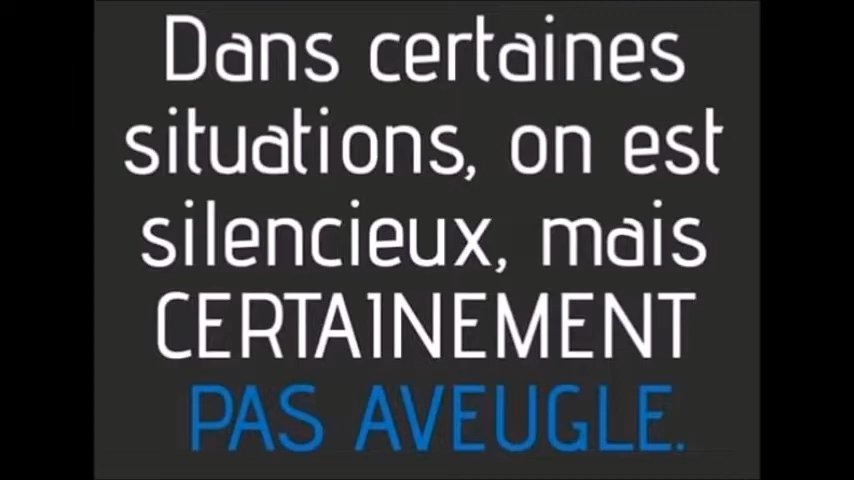 Dans certaines
situations, on est
silencieux, mais
CERTAINEMENT
PAS AVEUGLE.